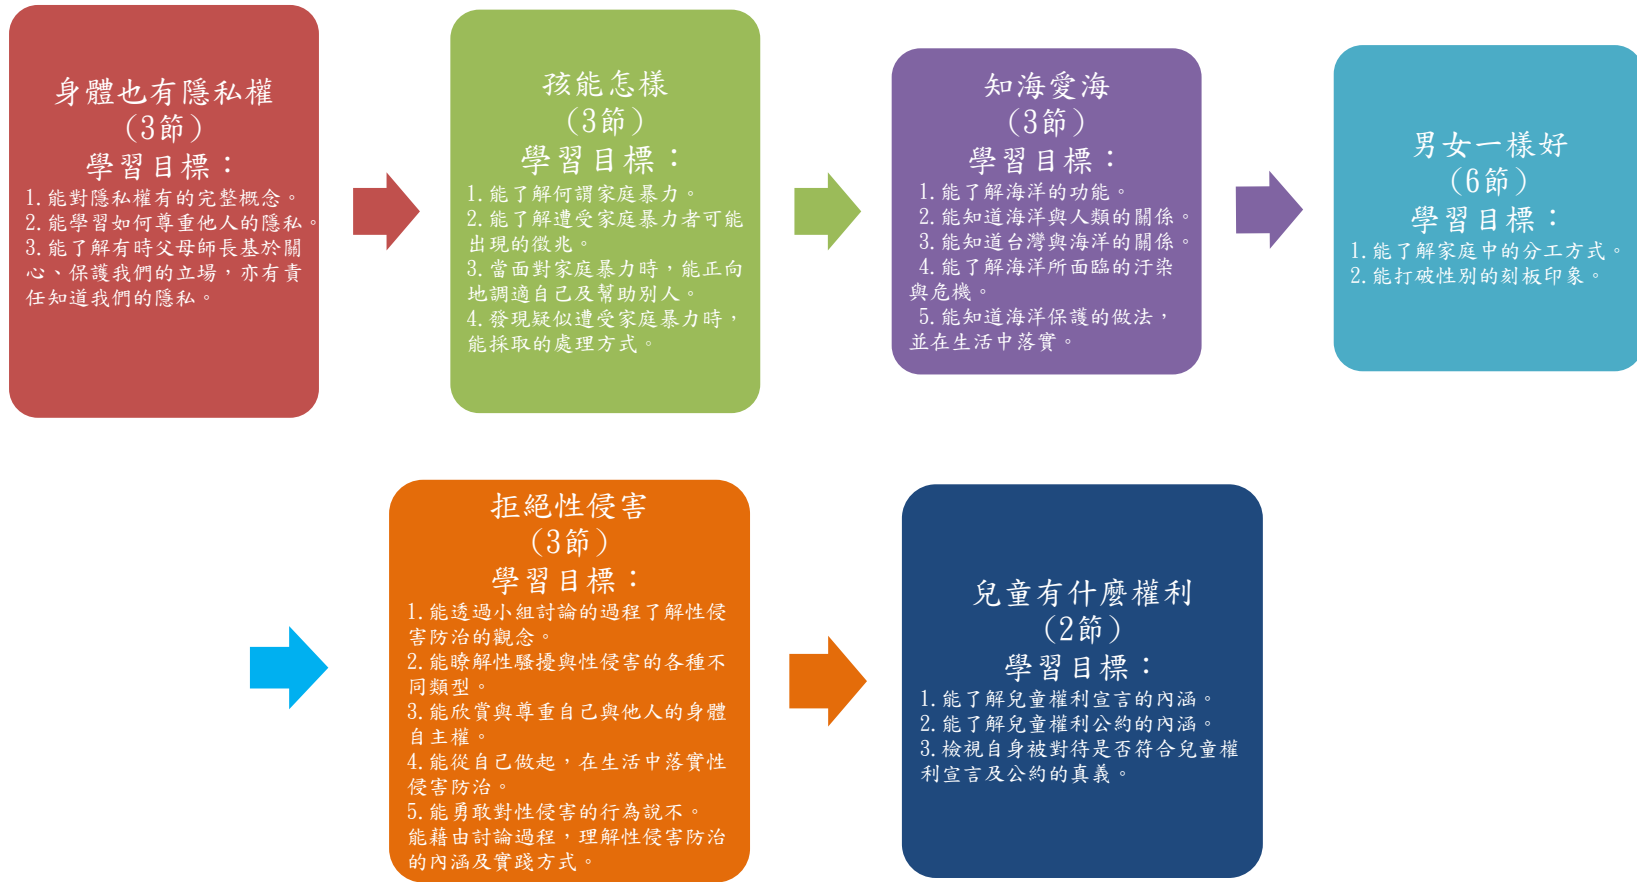 身體也有隱私權
（3節）
學習目標：
1.能對隱私權有的完整概念。
2.能學習如何尊重他人的隱私。
3.能了解有時父母師長基於關
心、保護我們的立場，亦有責
任知道我們的隱私。
孩能怎樣
（3節）
學習目標：
1.能了解何謂家庭暴力。
2.能了解遭受家庭暴力者可能
出現的徵兆。
3.當面對家庭暴力時，能正向
地調適自己及幫助別人。
4.發現疑似遭受家庭暴力時，
能採取的處理方式。
知海愛海
（3節）
學習目標：
1.能了解海洋的功能。
2.能知道海洋與人類的關係。
3.能知道台灣與海洋的關係。
4.能了解海洋所面臨的汙染
與危機。
5.能知道海洋保護的做法，
並在生活中落實。
男女一樣好
（6節）
學習目標：
1.能了解家庭中的分工方式。
2.能打破性別的刻板印象。
拒絕性侵害
（3節）
學習目標：
1.能透過小組討論的過程了解性侵
害防治的觀念。
2.能瞭解性騷擾與性侵害的各種不
同類型。
3.能欣賞與尊重自己與他人的身體
自主權。
4.能從自己做起，在生活中落實性
侵害防治。
5.能勇敢對性侵害的行為說不。
能藉由討論過程，理解性侵害防治
的內涵及實踐方式。
兒童有什麼權利
（2節）
學習目標：
1.能了解兒童權利宣言的內涵。
2.能了解兒童權利公約的內涵。
3.檢視自身被對待是否符合兒童權
利宣言及公約的真義。